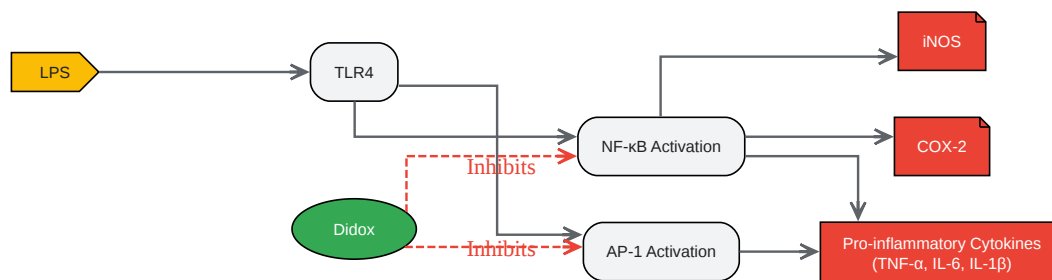 iNOS
LPS
TLR4
NF-κB Activation
COX-2
Inhibits
Didox
Inhibits
AP-1 Activation
Pro-inflammatory Cytokines
(TNF-α, IL-6, IL-1β)